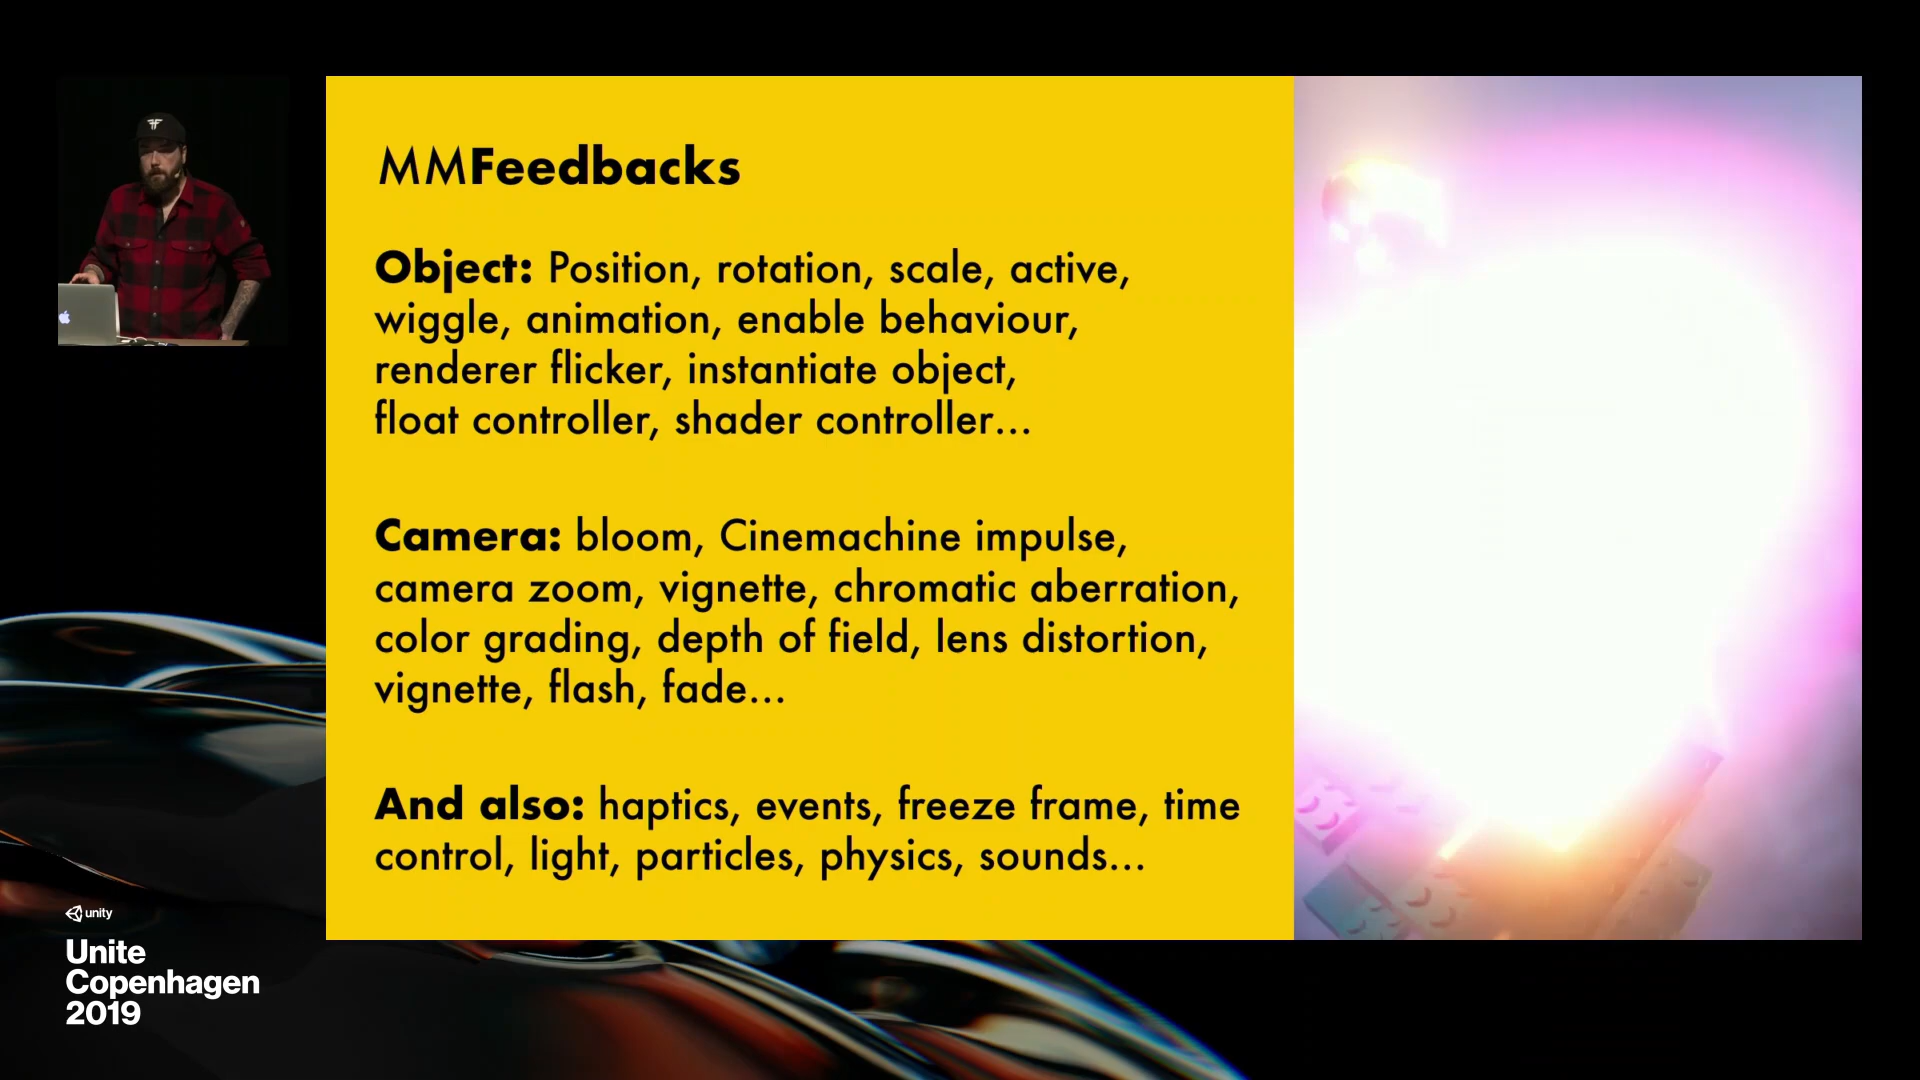 MMFeedbacks
Object: Position, rotation, scale, active,
wiggle, animation, enable behaviour,
renderer flicker, instantiate object,
float controller, shader controller...
Camera: bloom, Cinemachine impulse,
camera zoom, vignette, chromatic aberration,
color grading, depth of field, lens distortion,
vignette, flash, fade...
And also: haptics, events, freeze frame, time
control, light, particles, physics, sounds...
unity
Unite
Copenhagen
2019